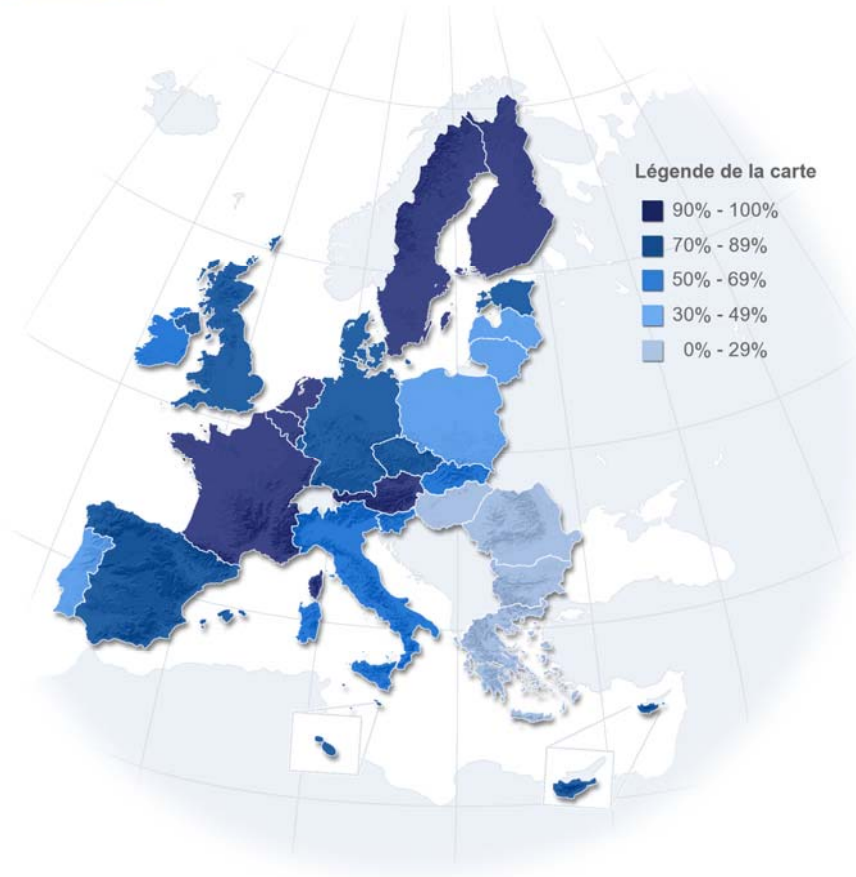 Légende de la carte
90% - 100%
70% - 89%
50% - 69%
30% - 49%
0% - 29%